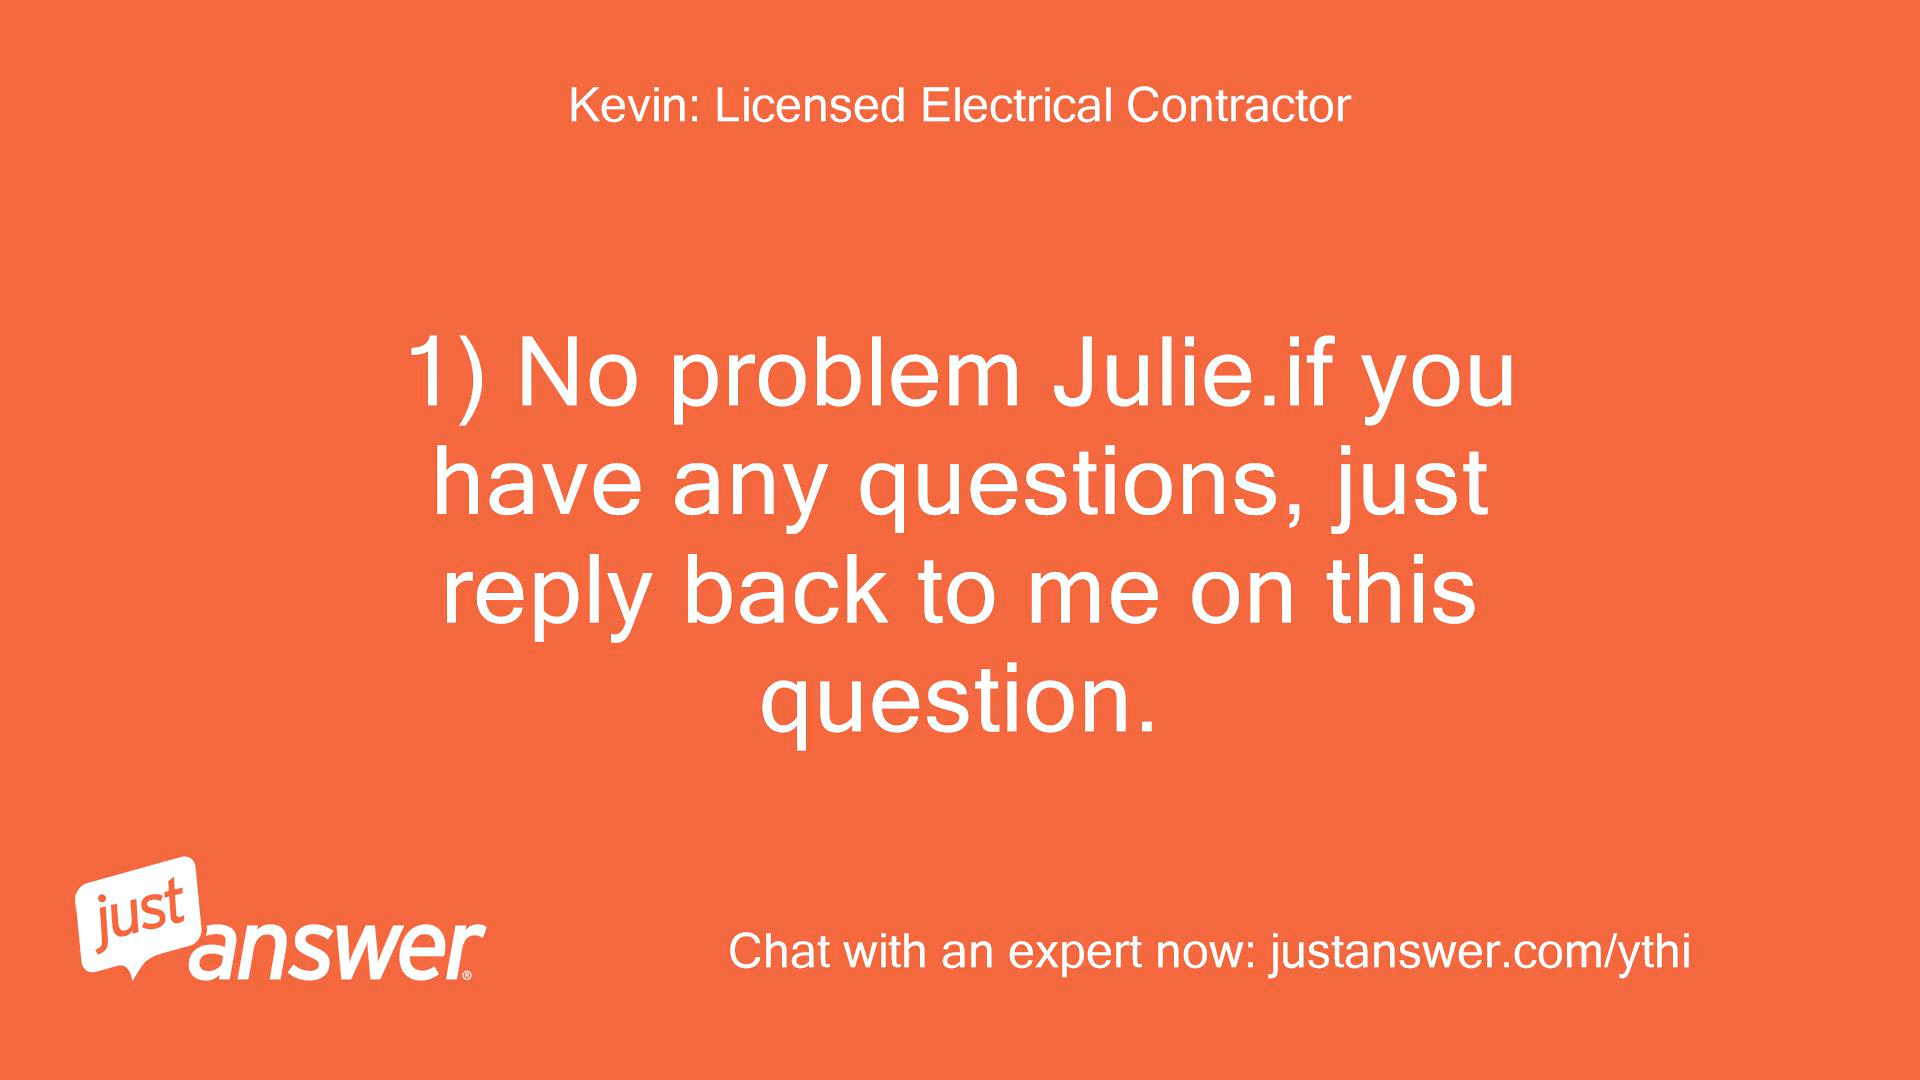 Kevin: Licensed Electrical Contractor
1) No problem Julie.if you
have any questions, just
reply back to me on this
question.
just
answer®
Chat with an expert now: justanswer.com/ythi